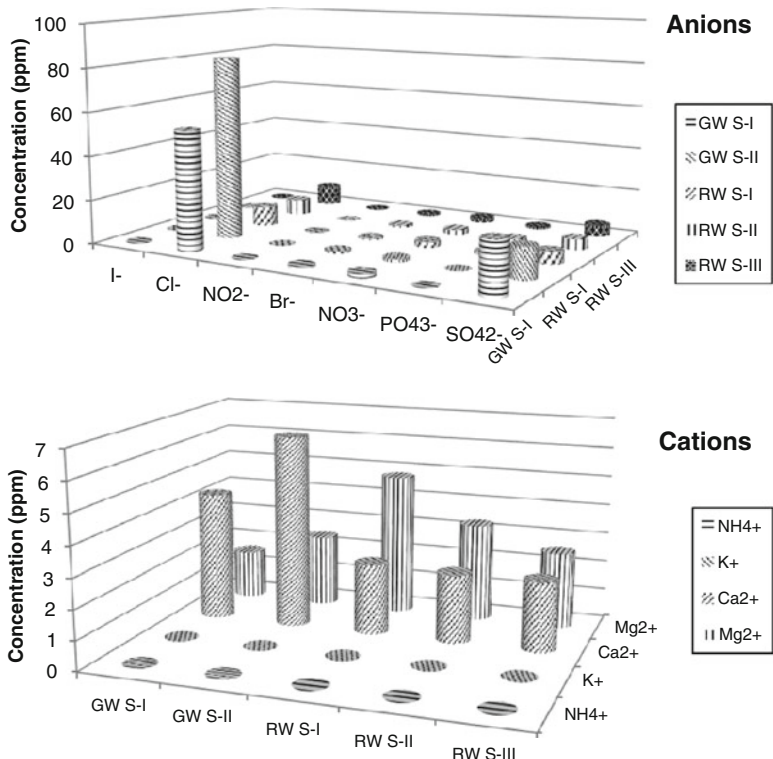 Anions
Concentration (ppm)
100
80
60
40
20
0
I-
Cl-
NO2-
Br-
NO3-
PO43-
SO42-
GW S-I
RW S-I
RW S-III
GW S-I
GW S-II
RW S-I
RW S-II
RW S-III
Cations
Concentration (ppm)
7
6
5
4
3
2
1
0
GW S-I
GW S-II
RW S-I
RW S-II
RW S-III
NH4+
K+
Ca2+
Mg2+
NH4+
K+
Ca2+
Mg2+